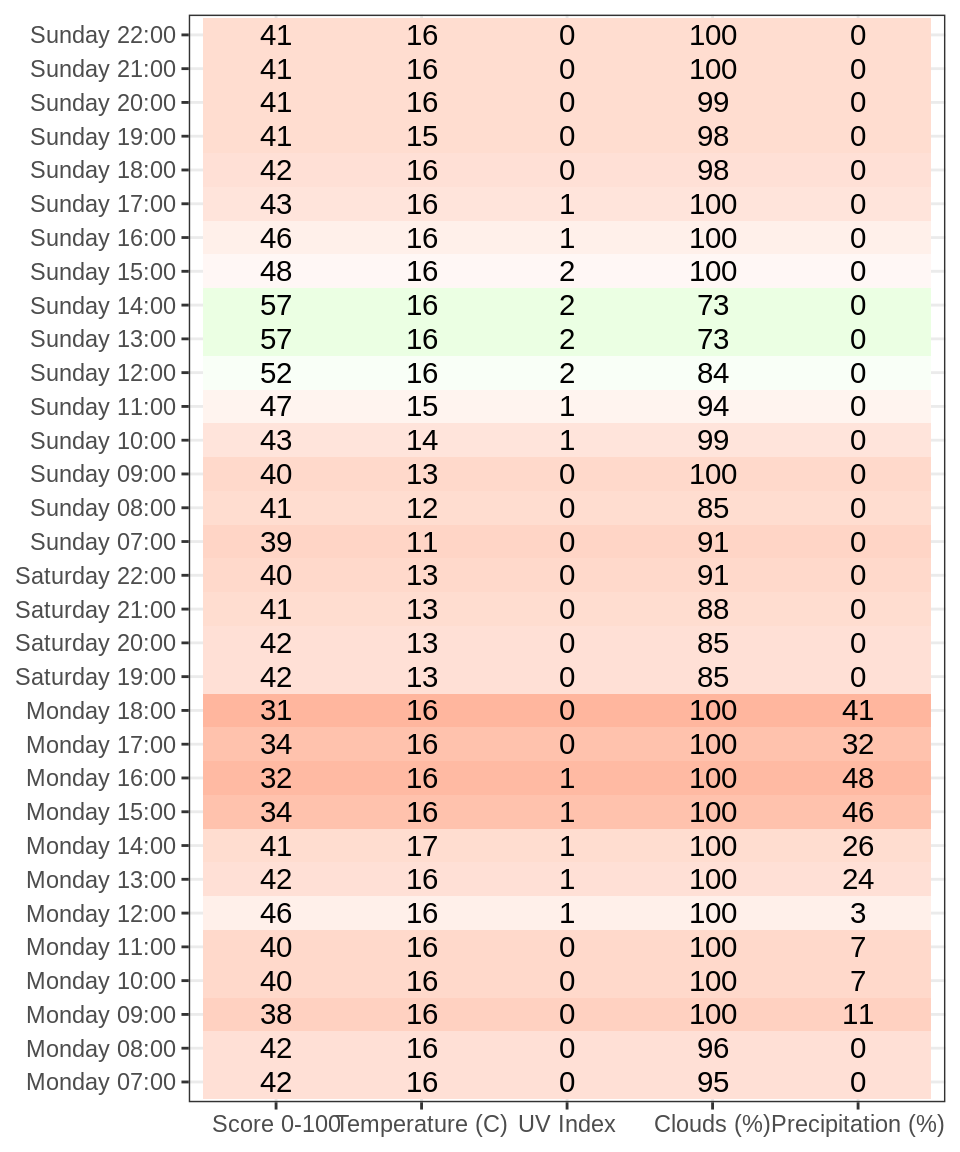 Sunday 22:00 41 16 0 100 0
Sunday 21:00 41 16 0 100 0
Sunday 20:00 41 16 0 99 0
Sunday 19:00 41 15 0 98 0
Sunday 18:00 42 16 0 98 0
Sunday 17:00 43 16 1 100 0
Sunday 16:00 46 16 1 100 0
Sunday 15:00 48 16 2 100 0
Sunday 14:00 57 16 2 73 0
Sunday 13:00 57 16 2 73 0
Sunday 12:00 52 16 2 84 0
Sunday 11:00 47 15 1 94 0
Sunday 10:00 43 14 1 99 0
Sunday 09:00 40 13 0 100 0
Sunday 08:00 41 12 0 85 0
Sunday 07:00 39 11 0 91 0
Saturday 22:00 40 13 0 91 0
Saturday 21:00 41 13 0 88 0
Saturday 20:00 42 13 0 85 0
Saturday 19:00 42 13 0 85 0
Monday 18:00 31 16 0 100 41
Monday 17:00 34 16 0 100 32
Monday 16:00 32 16 1 100 48
Monday 15:00 34 16 1 100 46
Monday 14:00 41 17 1 100 26
Monday 13:00 42 16 1 100 24
Monday 12:00 46 16 1 100 3
Monday 11:00 40 16 0 100 7
Monday 10:00 40 16 0 100 7
Monday 09:00 38 16 0 100 11
Monday 08:00 42 16 0 96 0
Monday 07:00 42 16 0 95 0
Score 0-100 Temperature (C) UV Index Clouds (%) Precipitation (%)